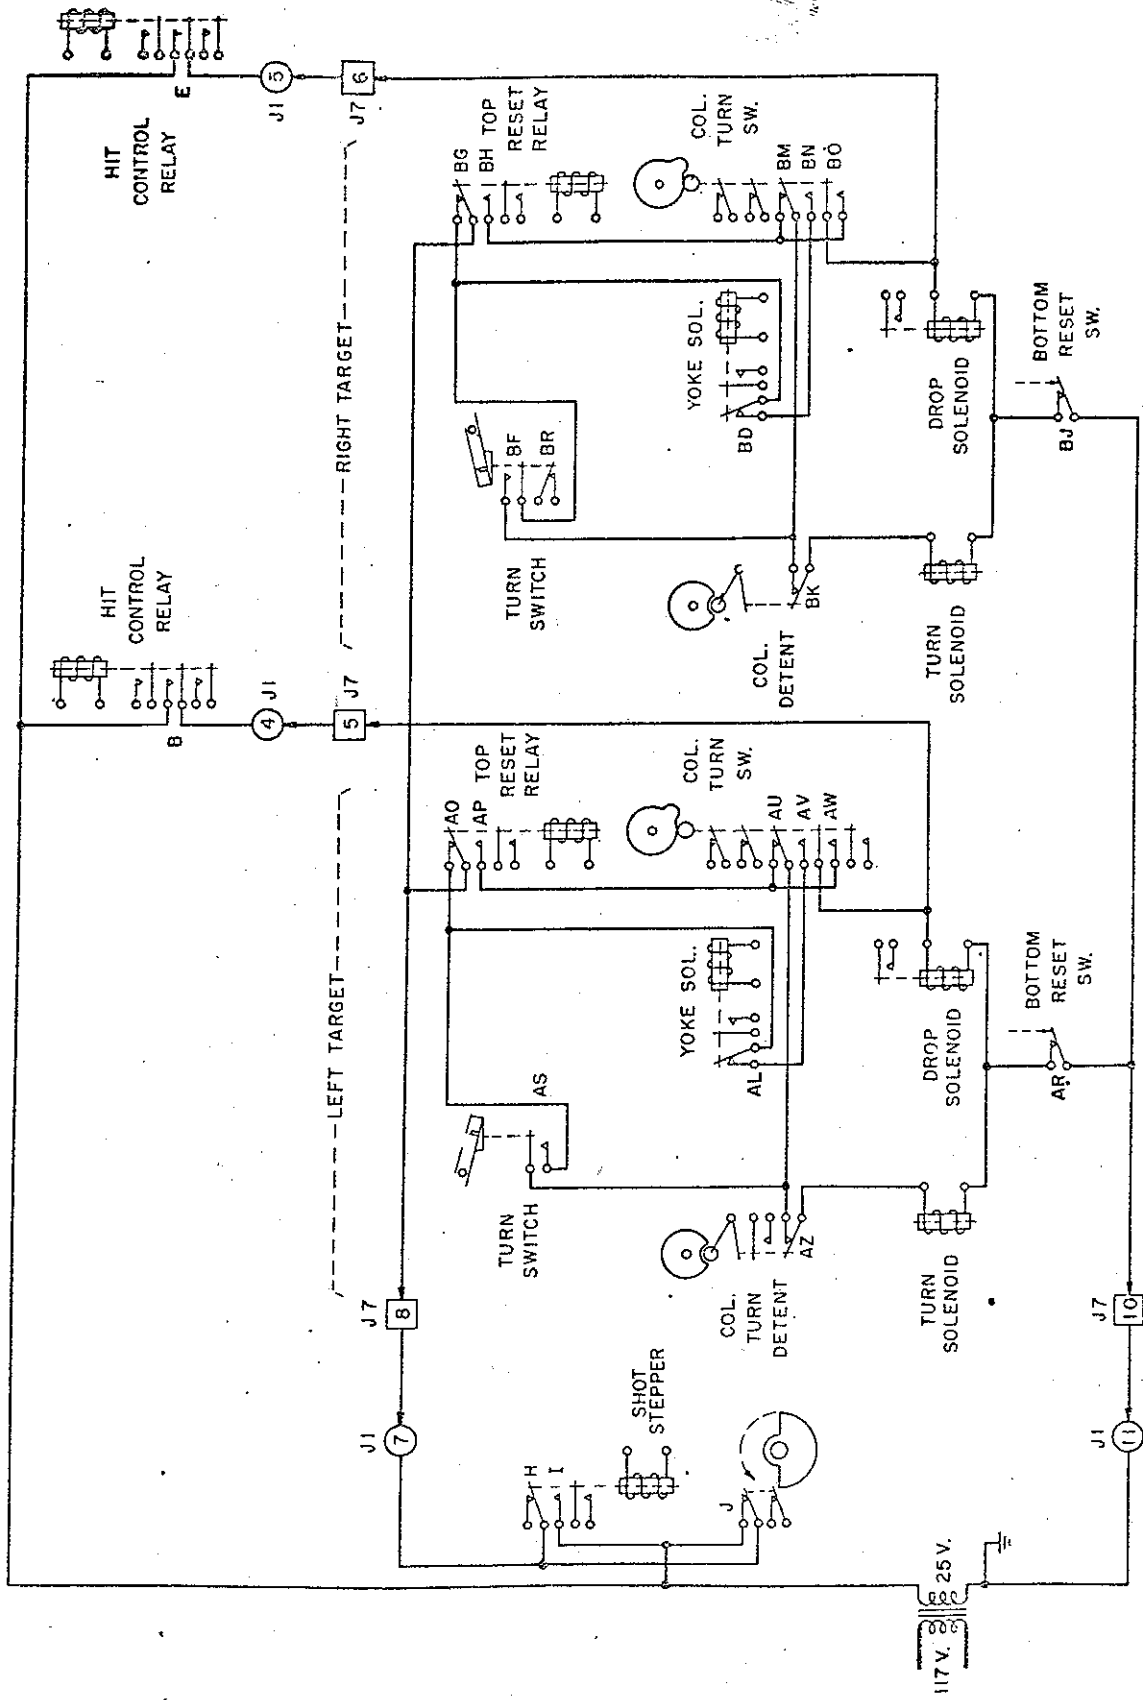 HIT
CONTROL
RELAY
E
J1
5
J7
6
HIT
CONTROL
RELAY
B
J1
4
J7
5
LEFT TARGET
RIGHT TARGET
J7
8
J1
7
TURN
SWITCH
AS
AO
AP
TOP
RESET
RELAY
YOKE SOL.
AL
COL.
TURN
SW.
AU
AV
AW
COL.
TURN
DETENT
AZ
TURN
SOLENOID
DROP
SOLENOID
BOTTOM
RESET
SW.
AR
TURN
SWITCH
BF
BR
BG
BH
TOP
RESET
RELAY
YOKE SOL.
BD
COL.
TURN
SW.
BM
BN
BO
COL.
DETENT
BK
TURN
SOLENOID
DROP
SOLENOID
BOTTOM
RESET
SW.
BJ
H
I
SHOT
STEPPER
J
117 V.
25 V.
J1
11
J7
10